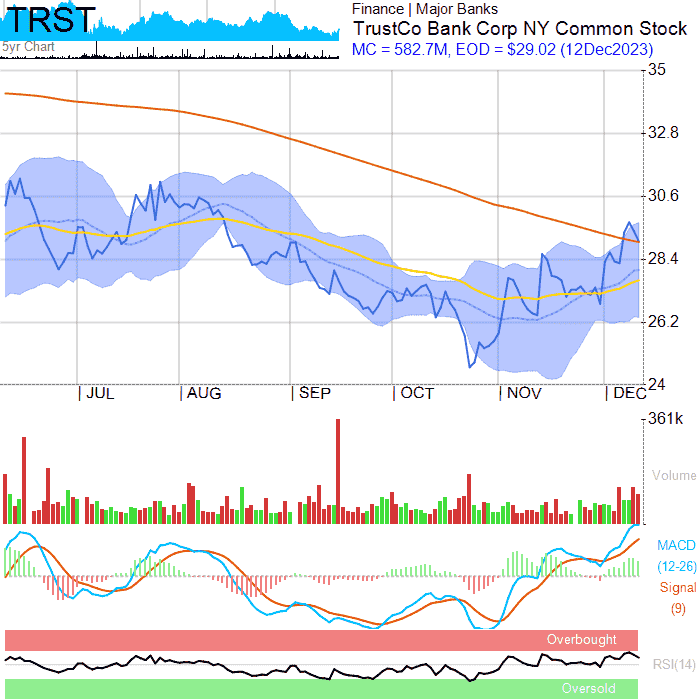 TRST
5yr Chart
Finance | Major Banks
TrustCo Bank Corp NY Common Stock
MC = 582.7M, EOD = $29.02 (12Dec2023)
35
32.8
30.6
28.4
26.2
24
| JUL | AUG | SEP | OCT | NOV | DEC
361k
Volume
MACD
(12-26)
Signal
(9)
Overbought
RSI(14)
Oversold